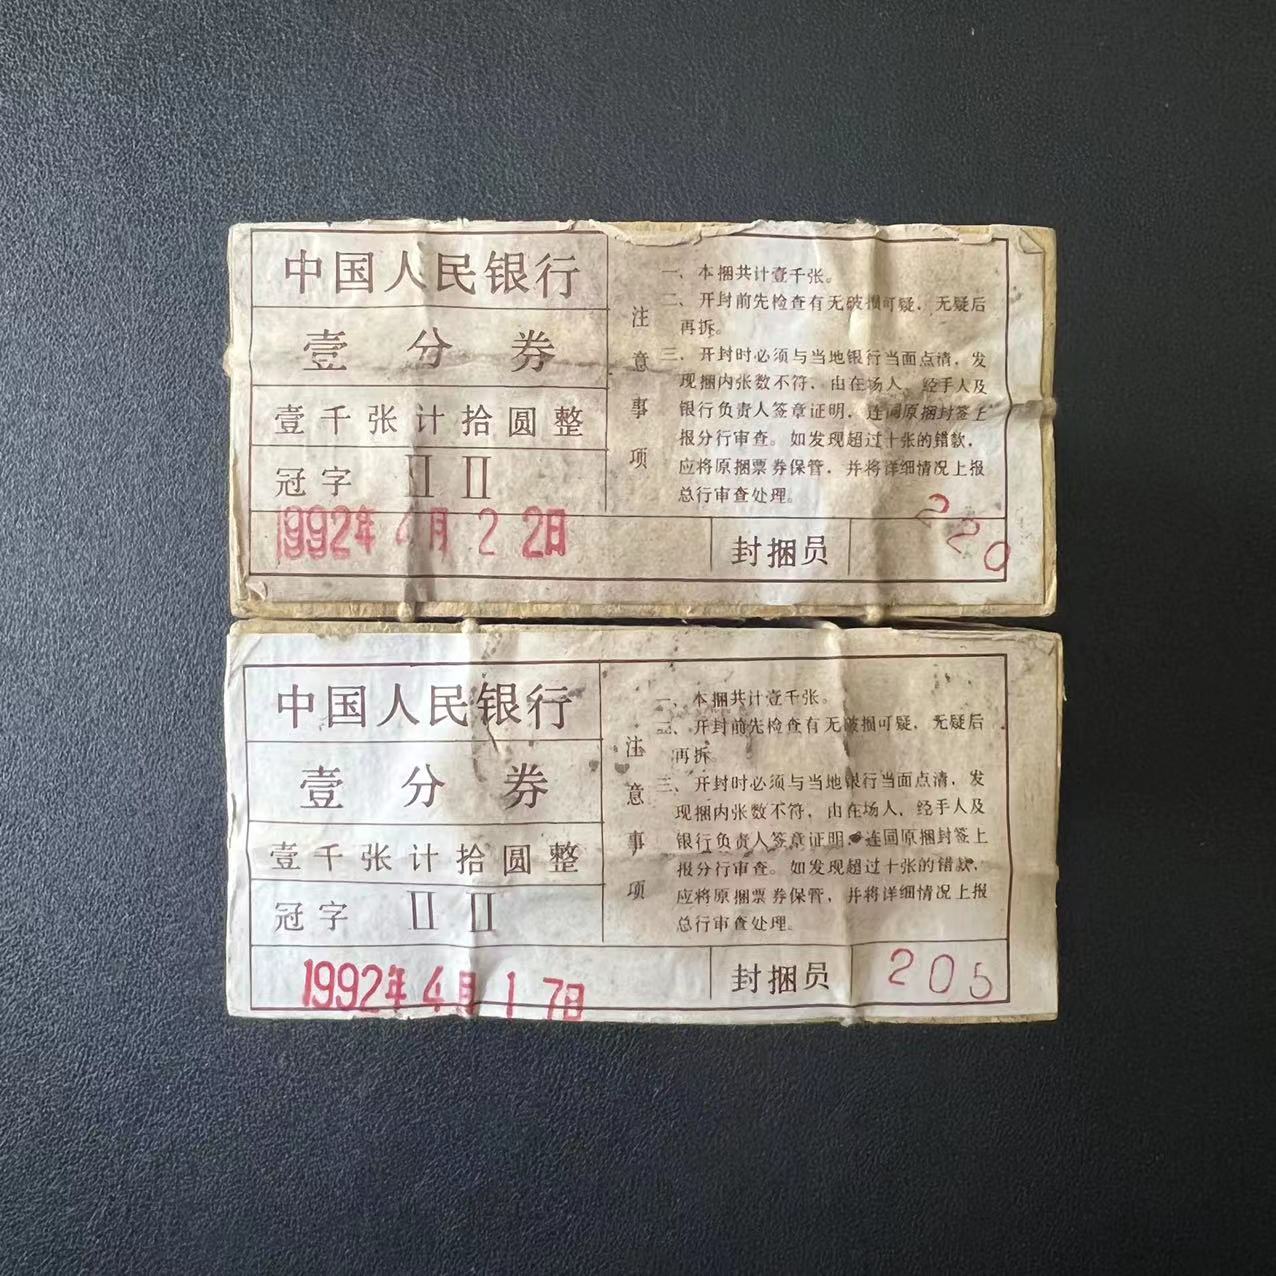 中国人民银行
壹分券
壹千张计拾圆整
冠字 II II
1992年4月22日
注意事项
一、本捆共计壹千张。
二、开封前先检查有无破损可疑，无疑后
再拆。
三、开封时必须与当地银行当面点清，发
现捆内张数不符，由在场人、经手人及
银行负责人签章证明，连同原捆封签上
报分行审查。如发现超过十张的错款，
应将原捆票券保管，并将详细情况上报
总行审查处理。
封捆员
220
中国人民银行
壹分券
壹千张计拾圆整
冠字 II II
1992年4月17日
注意事项
一、本捆共计壹千张。
二、开封前先检查有无破损可疑，无疑后
再拆。
三、开封时必须与当地银行当面点清，发
现捆内张数不符，由在场人、经手人及
银行负责人签章证明，连同原捆封签上
报分行审查。如发现超过十张的错款，
应将原捆票券保管，并将详细情况上报
总行审查处理。
封捆员
205